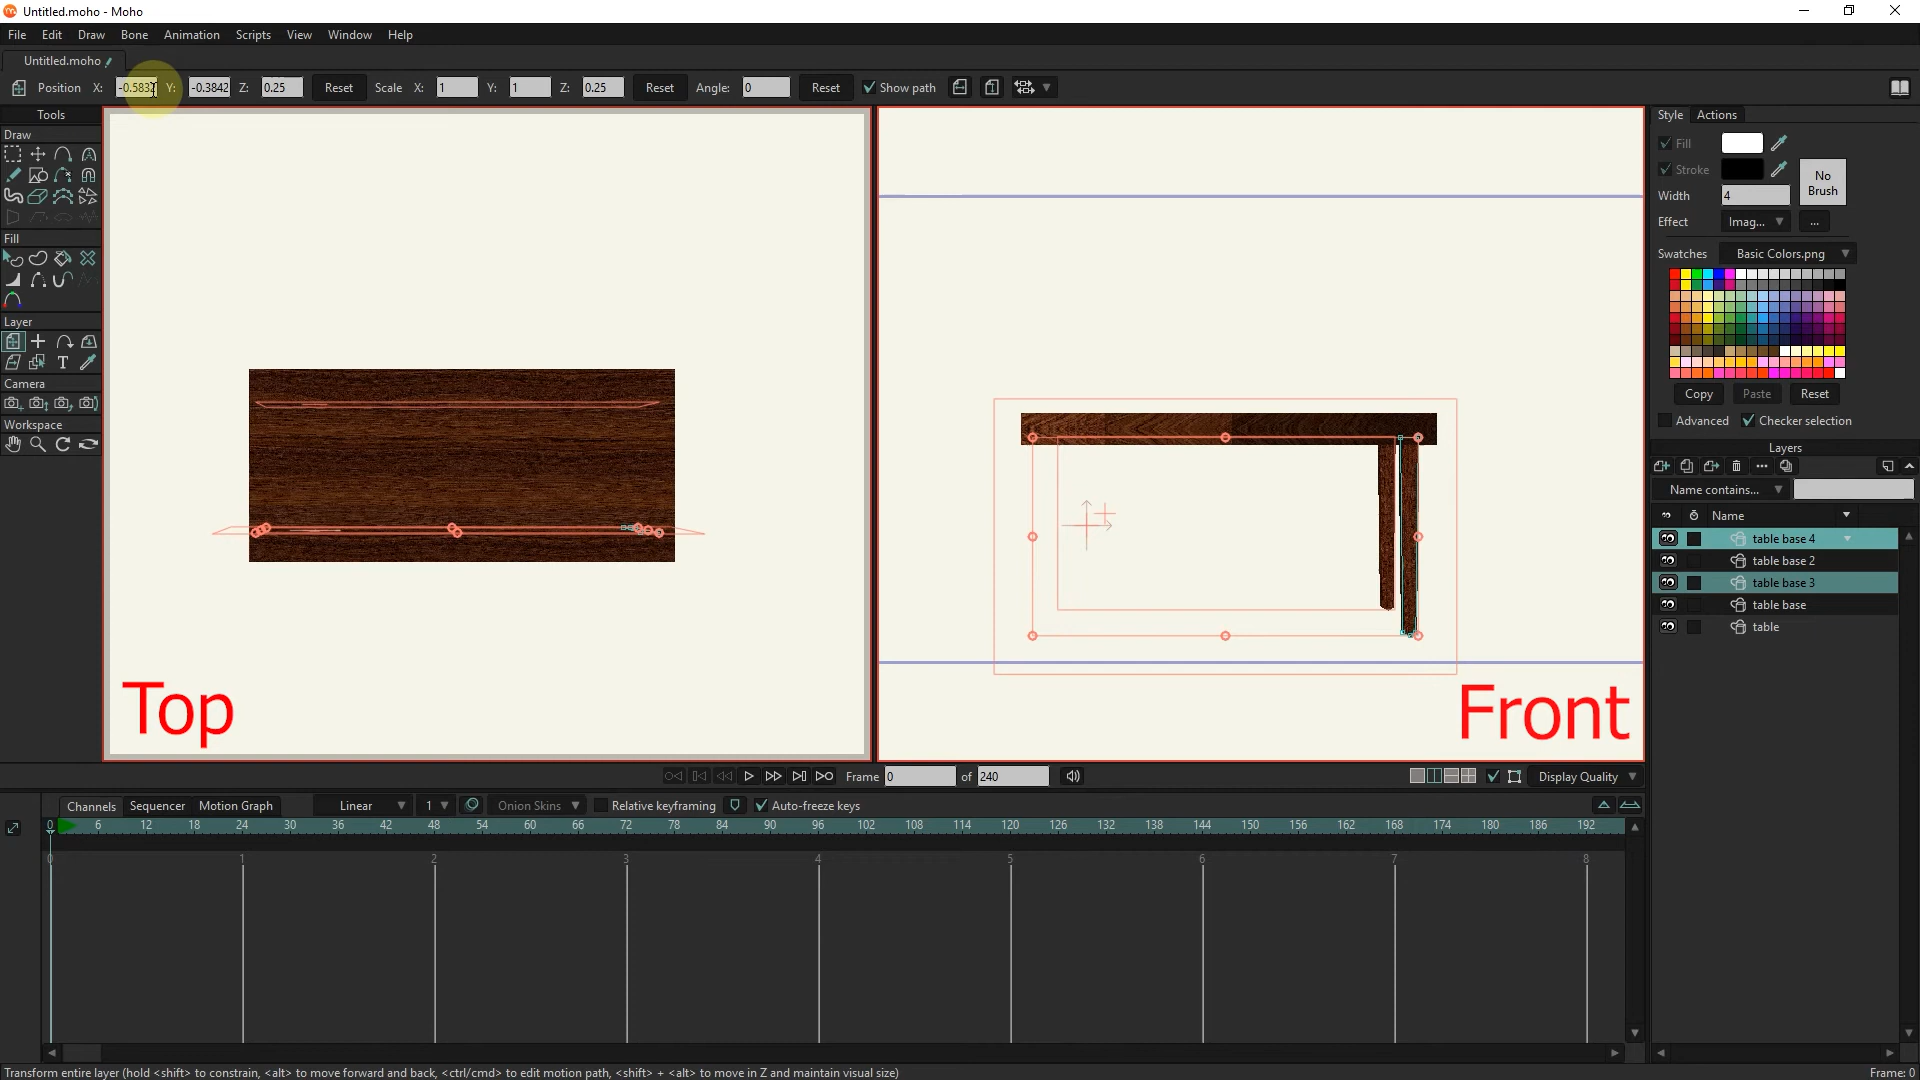 Untitled.moho - Moho
File Edit Draw Bone Animation Scripts View Window Help
Untitled.moho
Position X: -0.5832 Y: -0.3842 Z: 0.25 Reset Scale X: 1 Y: 1 Z: 0.25 Reset Angle: 0 Reset Show path
Tools
Draw
Fill
Layer
T
Camera
Workspace
Top
Front
Style Actions
Fill
Stroke
No Brush
Width 4
Effect Imag... ...
Swatches Basic Colors.png
Copy Paste Reset
Advanced Checker selection
Layers
Name contains...
Name
table base 4
table base 2
table base 3
table base
table
Frame 0 of 240 Display Quality
Channels Sequencer Motion Graph Linear 1 Onion Skins Relative keyframing Auto-freeze keys
0 6 12 18 24 30 36 42 48 54 60 66 72 78 84 90 96 102 108 114 120 126 132 138 144 150 156 162 168 174 180 186 192
0 1 2 3 4 5 6 7 8
Transform entire layer (hold <shift> to constrain, <alt> to move forward and back, <ctrl/cmd> to edit motion path, <shift> + <alt> to move in Z and maintain visual size)
Frame: 0